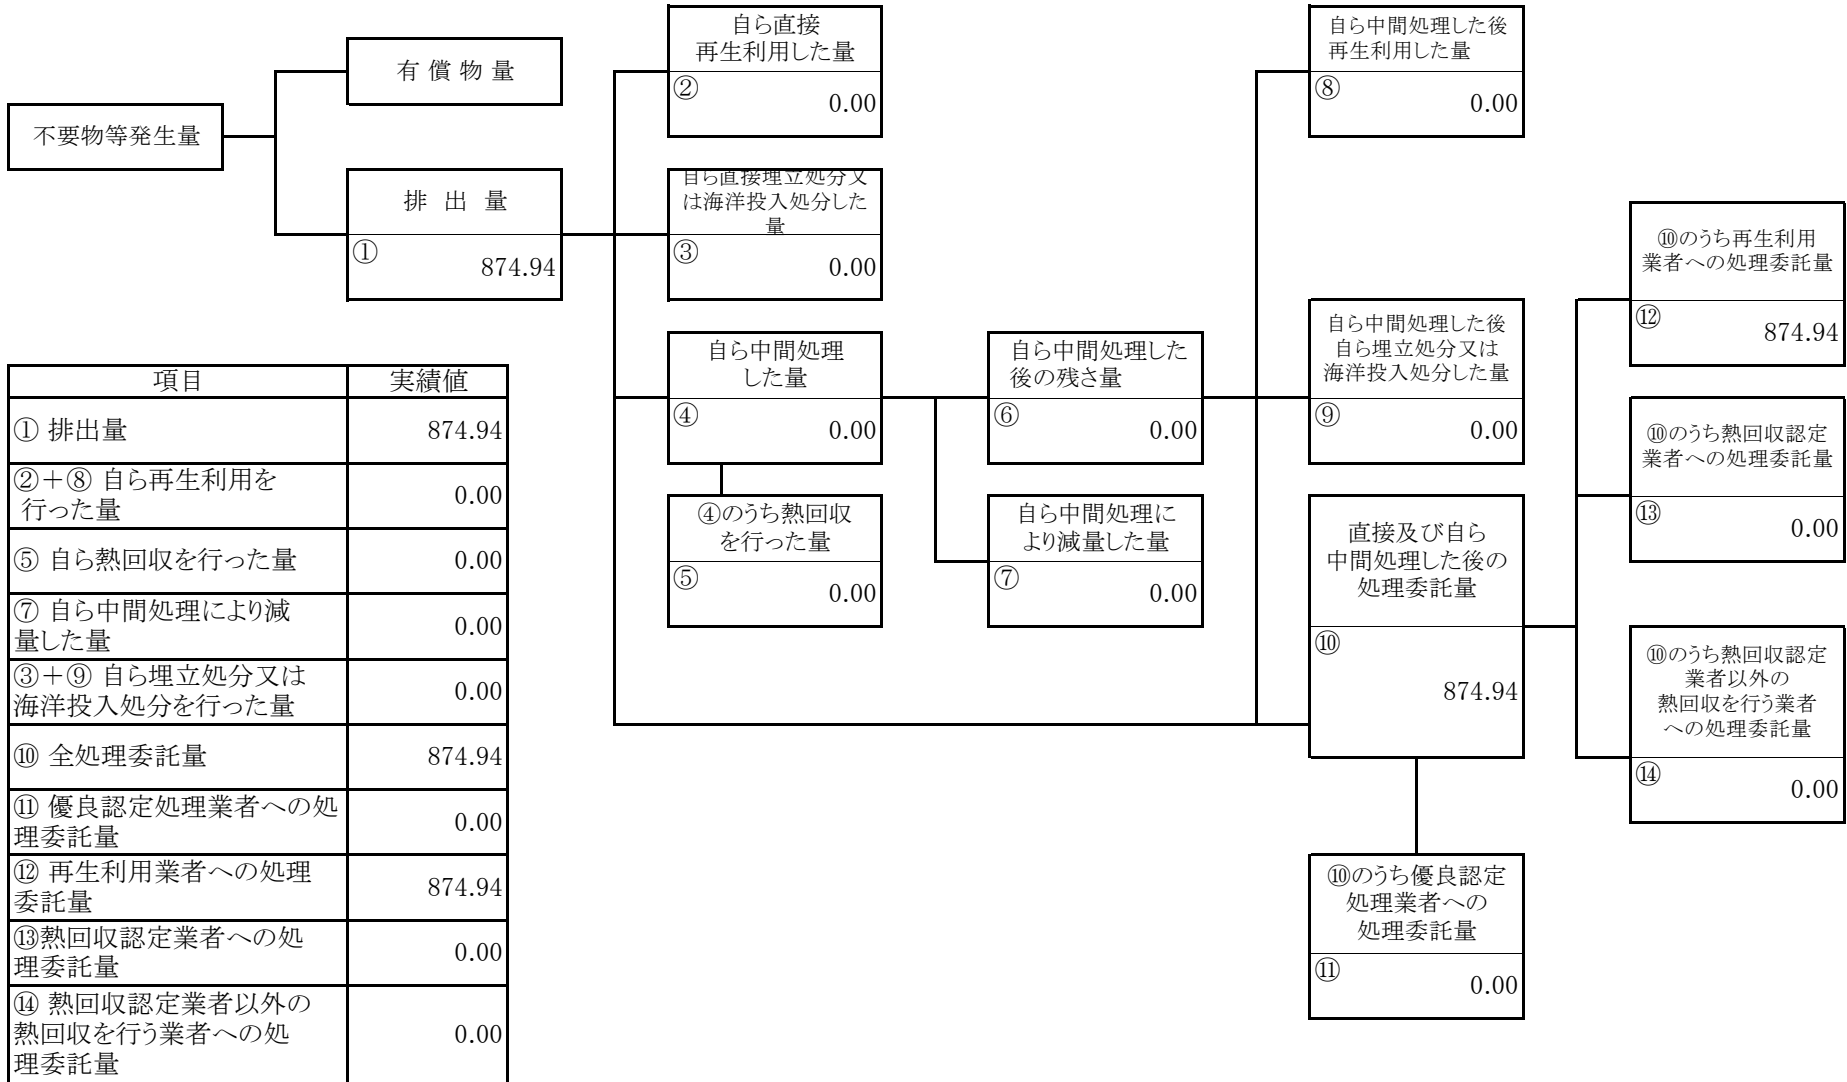 不要物等発生量
有償物量
排出量
①
874.94
自ら直接
再生利用した量
②
0.00
自ら直接埋立処分又
は海洋投入処分した
量
③
0.00
自ら中間処理
した量
④
0.00
④のうち熱回収
を行った量
⑤
0.00
自ら中間処理した
後の残さ量
⑥
0.00
自ら中間処理に
より減量した量
⑦
0.00
自ら中間処理した後
再生利用した量
⑧
0.00
自ら中間処理した後
自ら埋立処分又は
海洋投入処分した量
⑨
0.00
直接及び自ら
中間処理した後の
処理委託量
⑩
874.94
⑩のうち優良認定
処理業者への
処理委託量
⑪
0.00
⑩のうち再生利用
業者への処理委託量
⑫
874.94
⑩のうち熱回収認定
業者への処理委託量
⑬
0.00
⑩のうち熱回収認定
業者以外の
熱回収を行う業者
への処理委託量
⑭
0.00
項目 実績値
① 排出量 874.94
②＋⑧ 自ら再生利用を
行った量 0.00
⑤ 自ら熱回収を行った量 0.00
⑦ 自ら中間処理により減
量した量 0.00
③＋⑨ 自ら埋立処分又は
海洋投入処分を行った量 0.00
⑩ 全処理委託量 874.94
⑪ 優良認定処理業者への処
理委託量 0.00
⑫ 再生利用業者への処理
委託量 874.94
⑬熱回収認定業者への処
理委託量 0.00
⑭ 熱回収認定業者以外の
熱回収を行う業者への処
理委託量 0.00